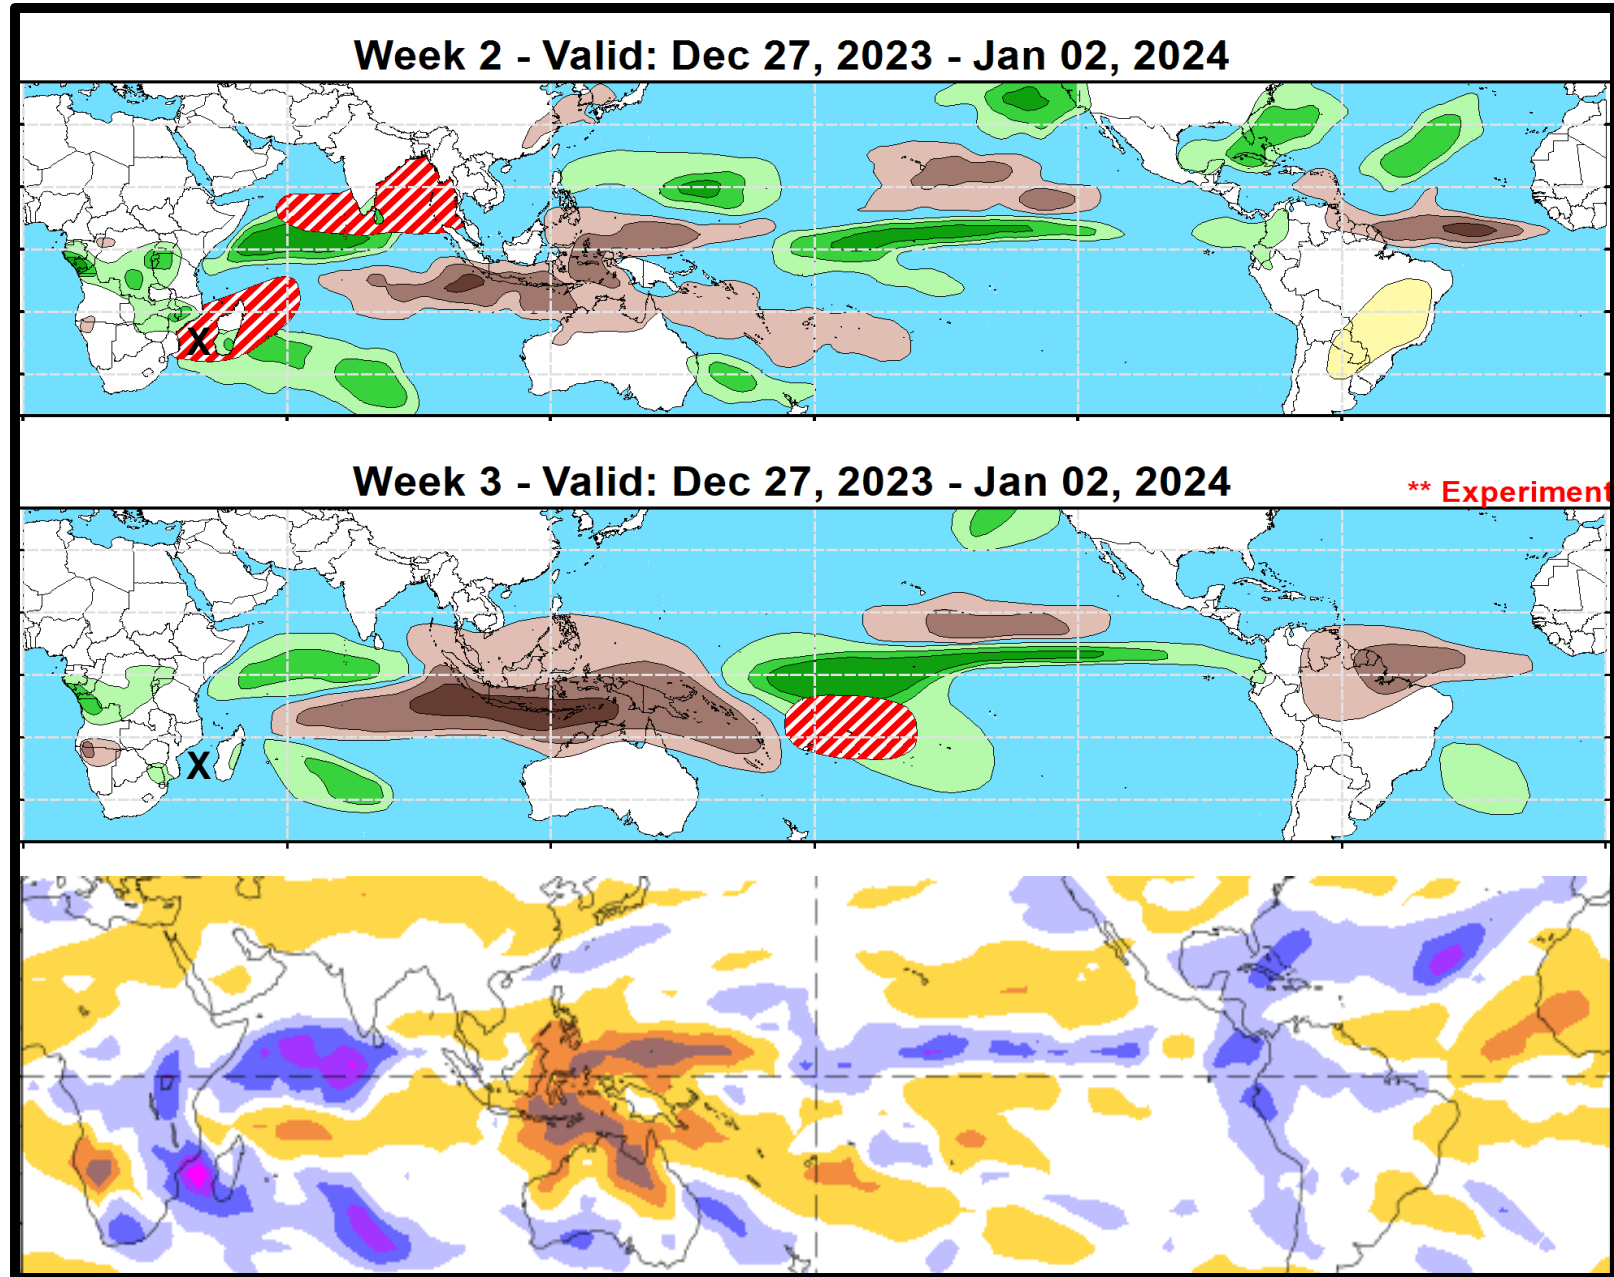 Week 2 - Valid: Dec 27, 2023 - Jan 02, 2024
X
Week 3 - Valid: Dec 27, 2023 - Jan 02, 2024
** Experiment
X